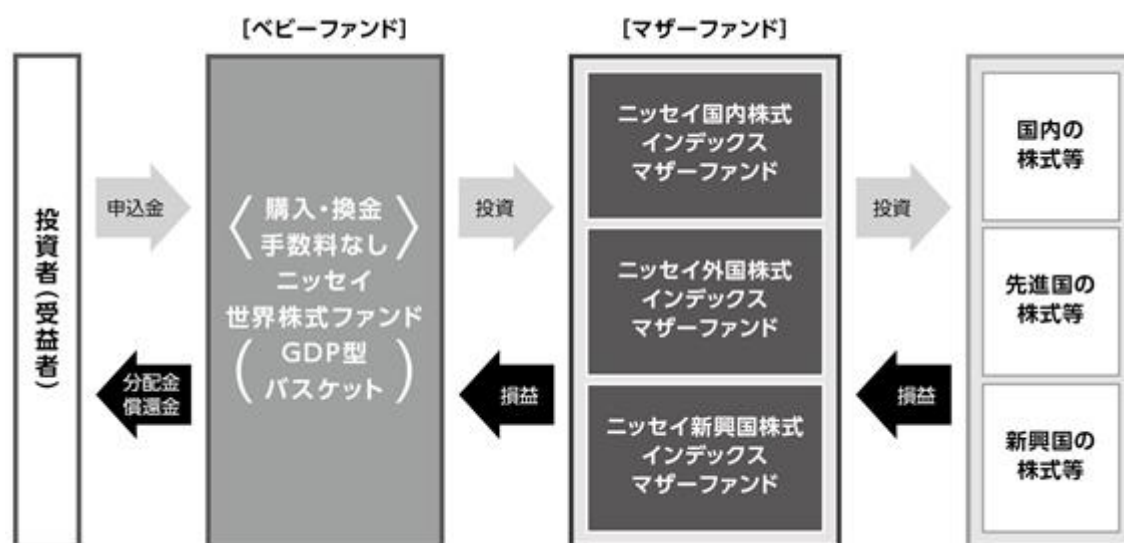 [ベビーファンド]
[マザーファンド]
投資者(受益者)
申込金
分配金
償還金
〈購入・換金
手数料なし〉
ニッセイ
世界株式ファンド
(GDP型
バスケット)
投資
損益
ニッセイ国内株式
インデックス
マザーファンド
ニッセイ外国株式
インデックス
マザーファンド
ニッセイ新興国株式
インデックス
マザーファンド
投資
損益
国内の
株式等
先進国の
株式等
新興国の
株式等